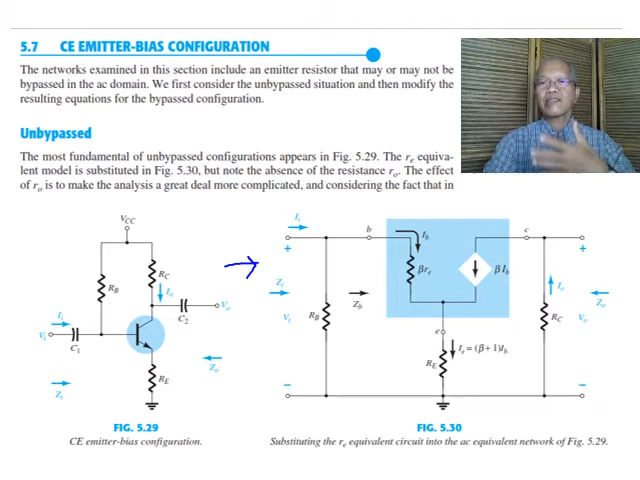 5.7 CE EMITTER-BIAS CONFIGURATION
The networks examined in this section include an emitter resistor that may or may not be
bypassed in the ac domain. We first consider the unbypassed situation and then modify the
resulting equations for the bypassed configuration.
Unbypassed
The most fundamental of unbypassed configurations appears in Fig. 5.29. The re equiva-
lent model is substituted in Fig. 5.30, but note the absence of the resistance ro. The effect
of ro is to make the analysis a great deal more complicated, and considering the fact that in
VCC
RC
RB
Io
Vo
C2
Ii
Vi
C1
Zo
RE
Zi
FIG. 5.29
CE emitter-bias configuration.
Ii
b
c
+
Ib
+
βre
βIb
Zi
Zb
Io
Zo
Vi
RB
RC
Vo
e
Ie = (β + 1)Ib
RE
–
–
FIG. 5.30
Substituting the re equivalent circuit into the ac equivalent network of Fig. 5.29.